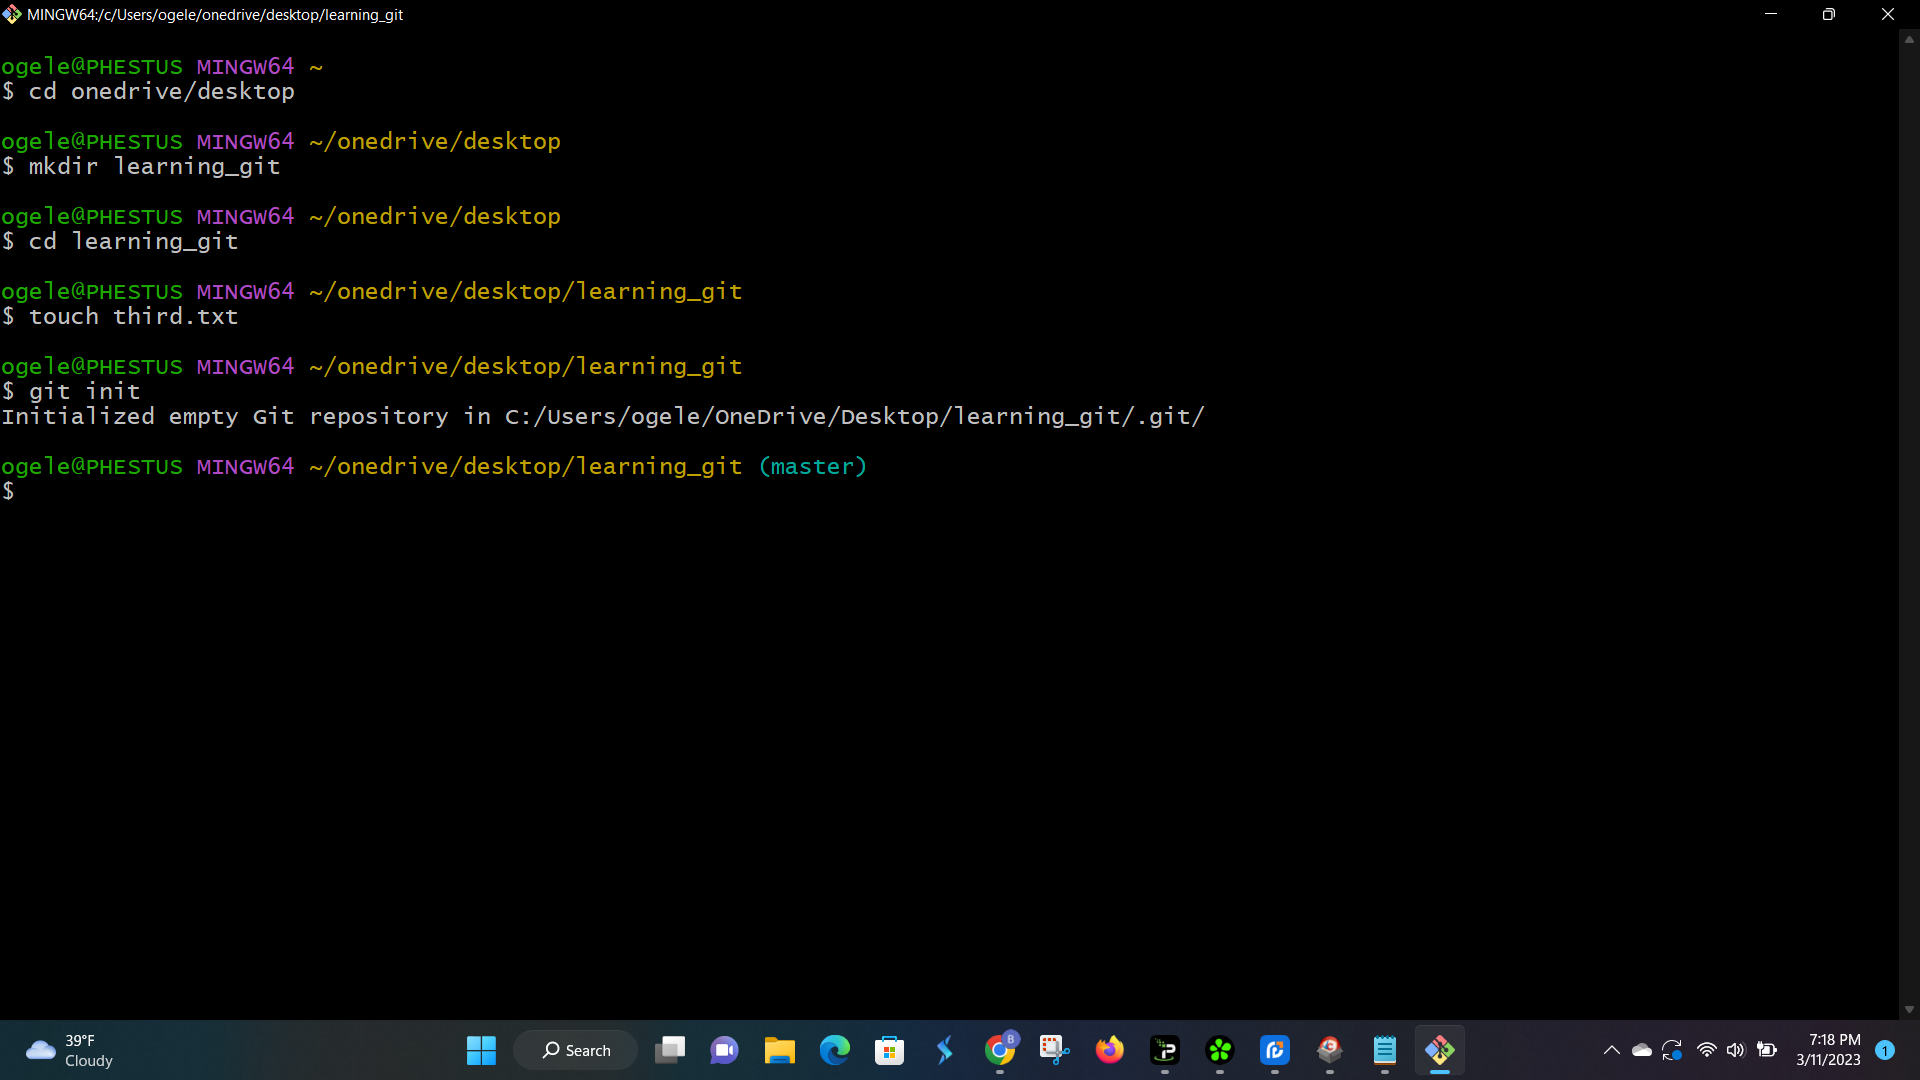 MINGW64:/c/Users/ogele/onedrive/desktop/learning_git
ogele@PHESTUS MINGW64 ~
$ cd onedrive/desktop
ogele@PHESTUS MINGW64 ~/onedrive/desktop
$ mkdir learning_git
ogele@PHESTUS MINGW64 ~/onedrive/desktop
$ cd learning_git
ogele@PHESTUS MINGW64 ~/onedrive/desktop/learning_git
$ touch third.txt
ogele@PHESTUS MINGW64 ~/onedrive/desktop/learning_git
$ git init
Initialized empty Git repository in C:/Users/ogele/OneDrive/Desktop/learning_git/.git/
ogele@PHESTUS MINGW64 ~/onedrive/desktop/learning_git (master)
$
39°F
Cloudy
Search
B
7:18 PM
3/11/2023
1